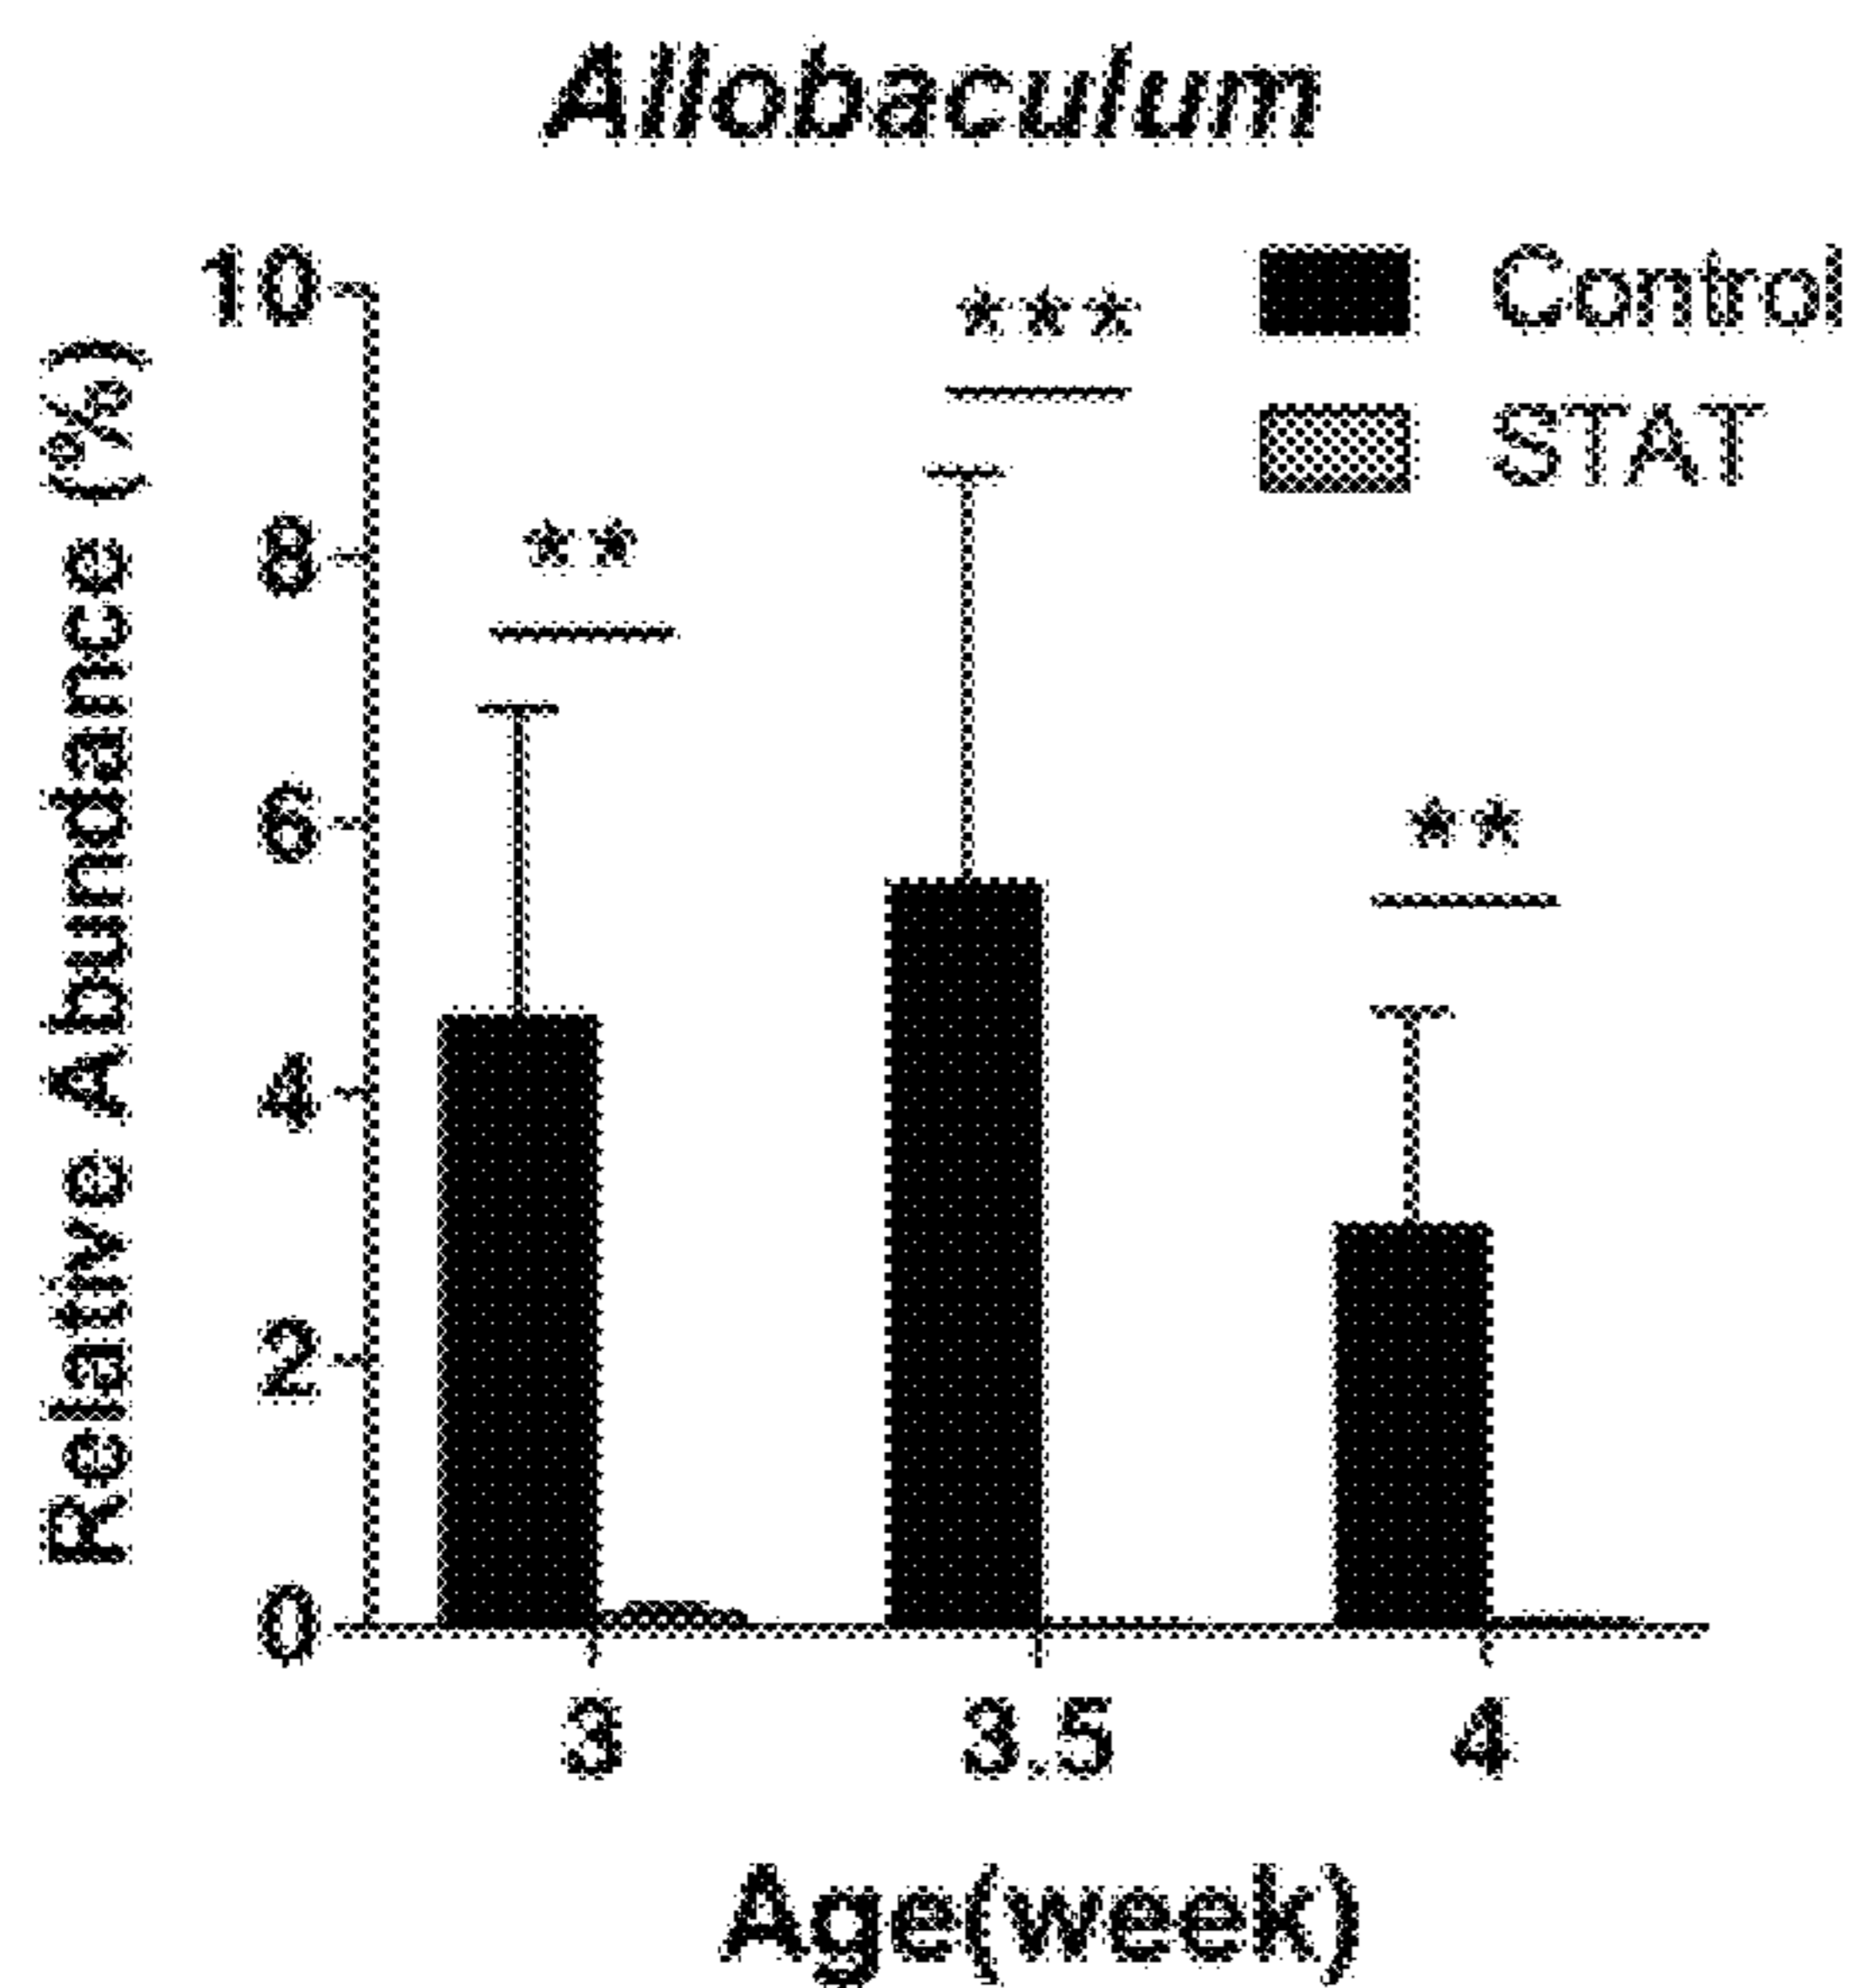 Allobaculum
Control
STAT
Relative Abundance (%)
10
8
6
4
2
0
***
**
**
3 3.5 4
Age(week)